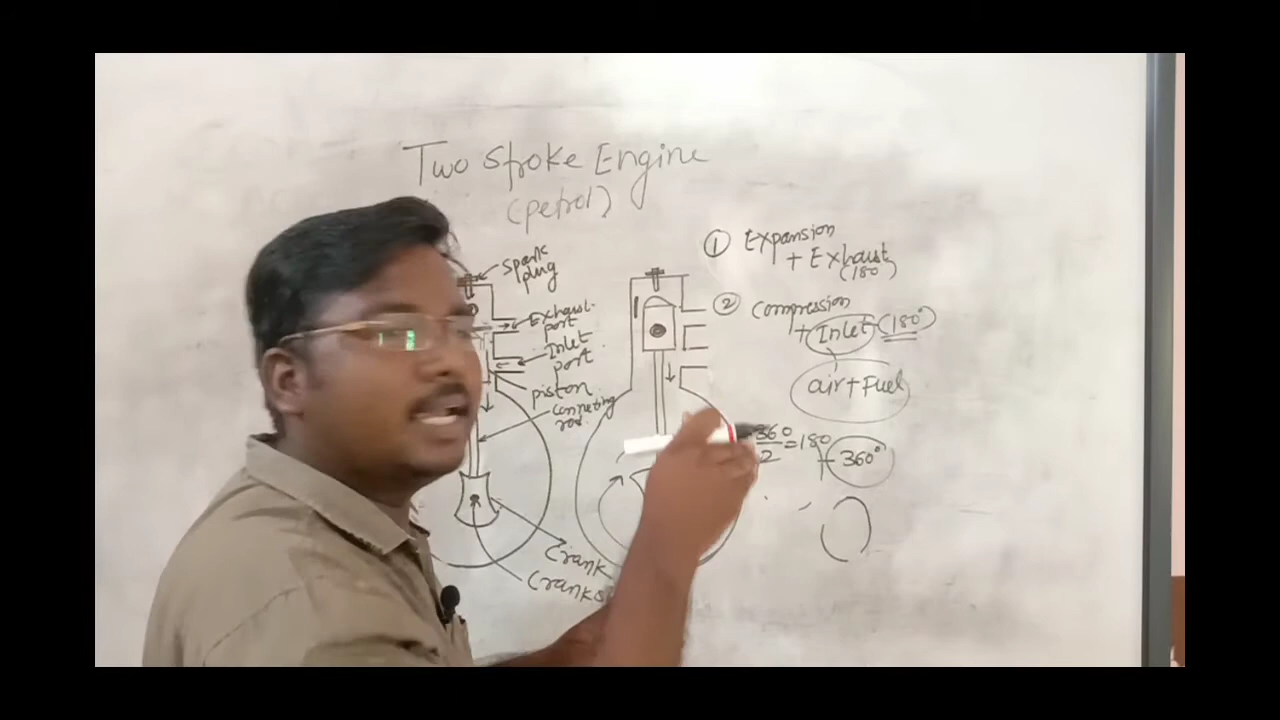 Two Stroke Engine
(petrol)
Spark
plug
Exhaust
port
Inlet
port
piston
conneting
rod
Crank
① Expansion
+ Exhaust
(180)
② Compression
+ Inlet (180°)
air + Fuel
360/2 = 180
360°